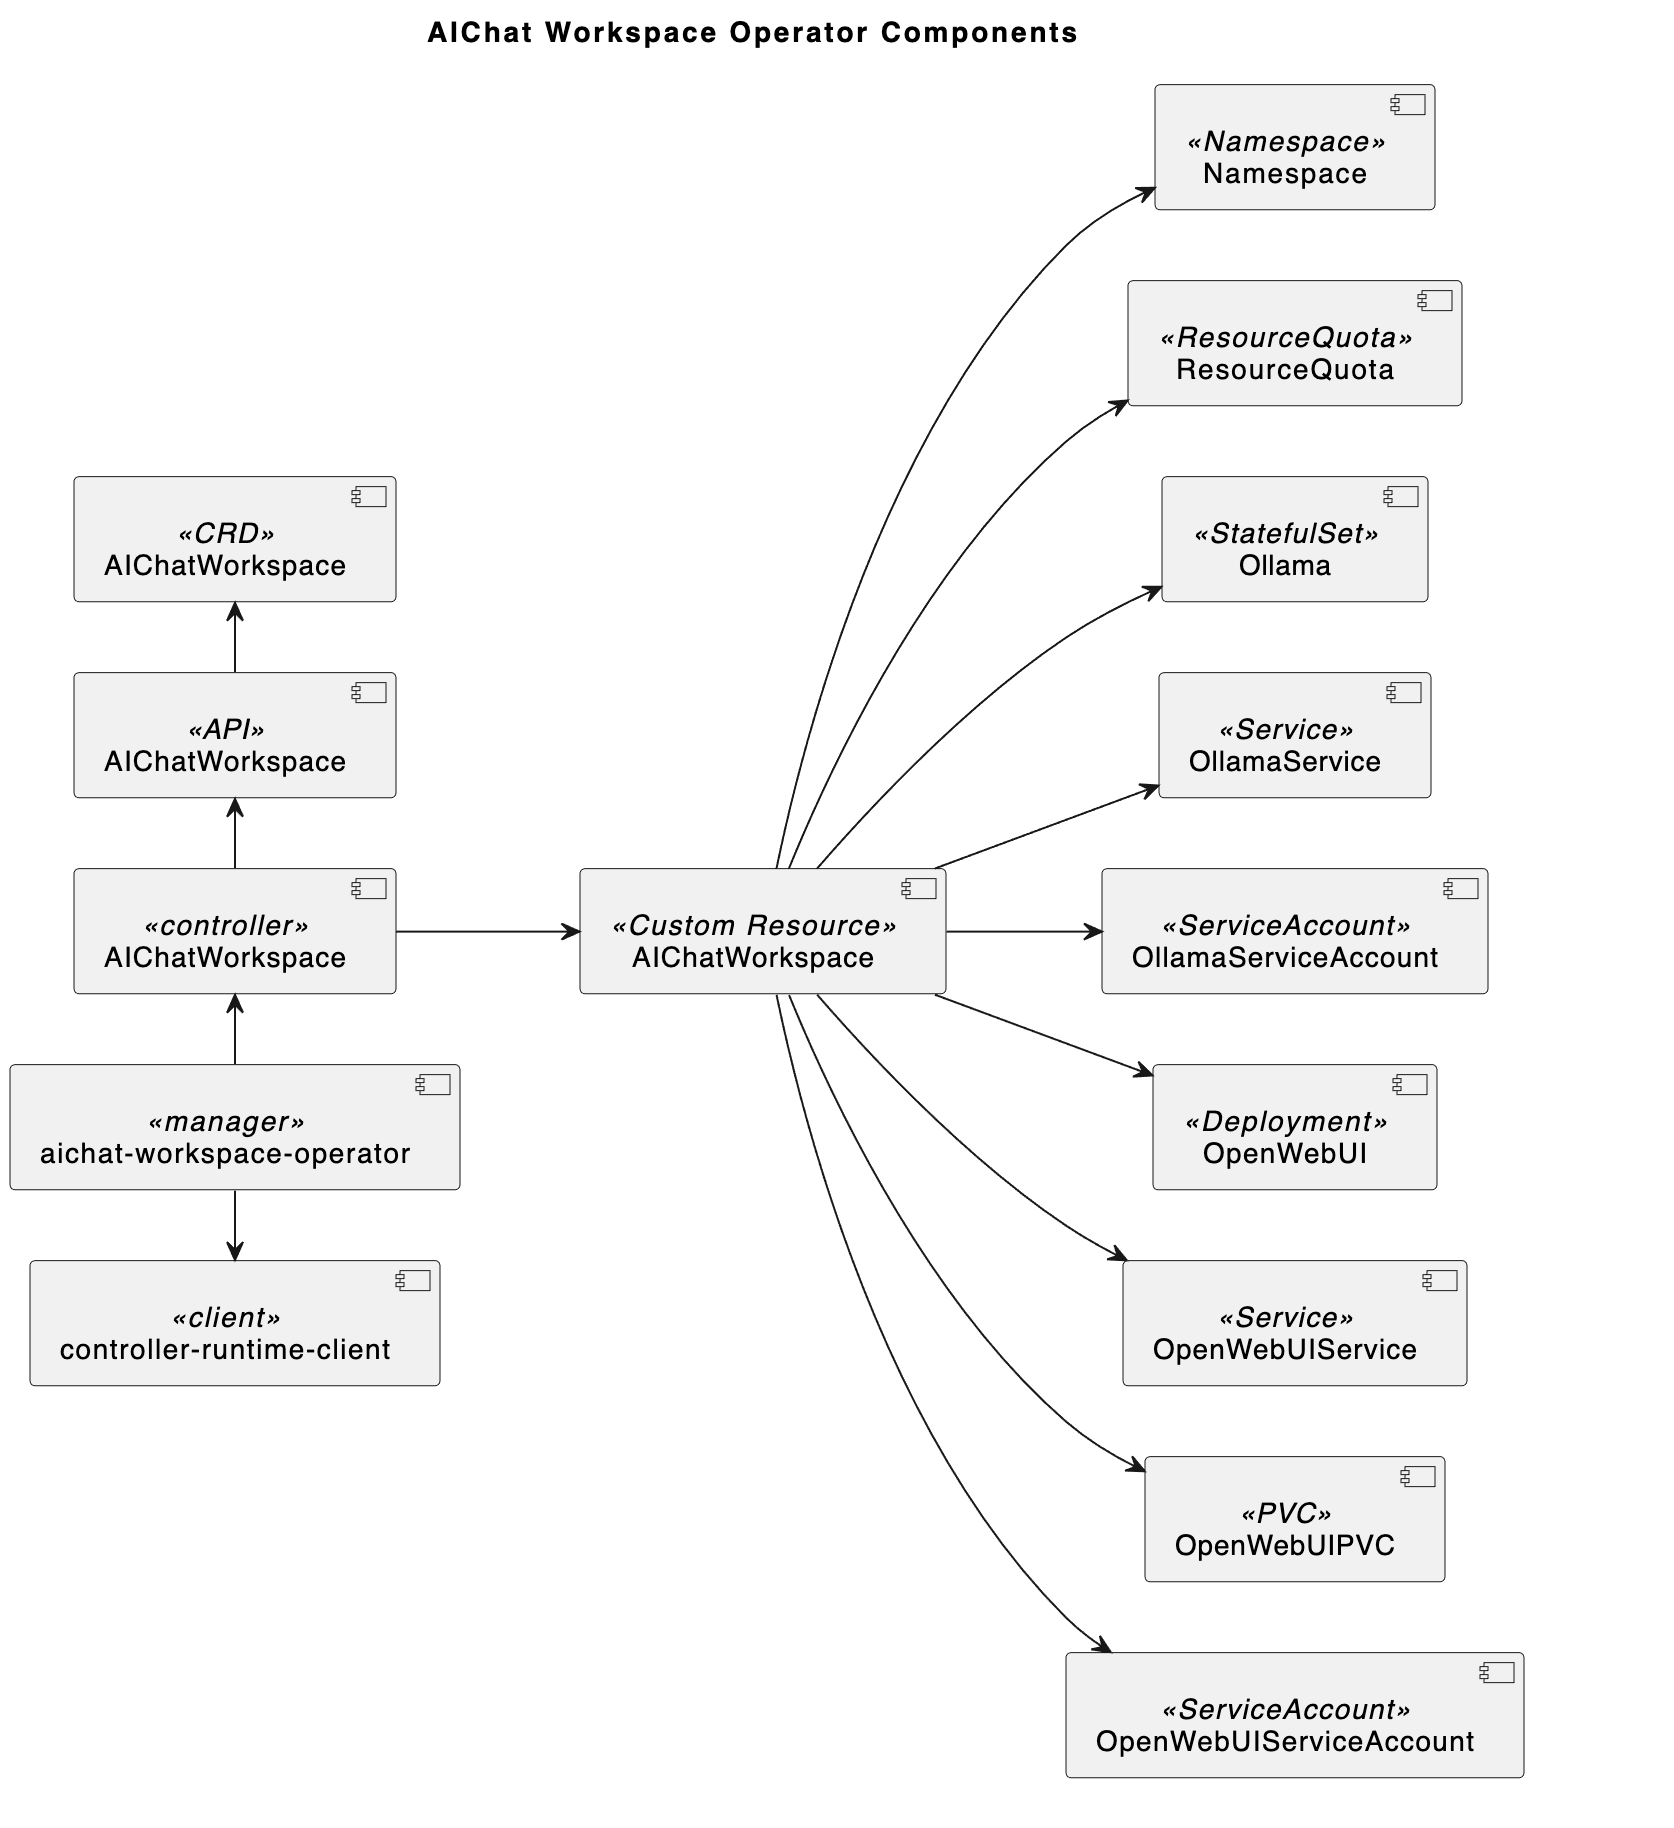 AIChat Workspace Operator Components
«Namespace»
Namespace
«ResourceQuota»
ResourceQuota
«CRD»
AIChatWorkspace
«StatefulSet»
Ollama
«API»
AIChatWorkspace
«Service»
OllamaService
«controller»
AIChatWorkspace
«Custom Resource»
AIChatWorkspace
«ServiceAccount»
OllamaServiceAccount
«manager»
aichat-workspace-operator
«Deployment»
OpenWebUI
«client»
controller-runtime-client
«Service»
OpenWebUIService
«PVC»
OpenWebUIPVC
«ServiceAccount»
OpenWebUIServiceAccount